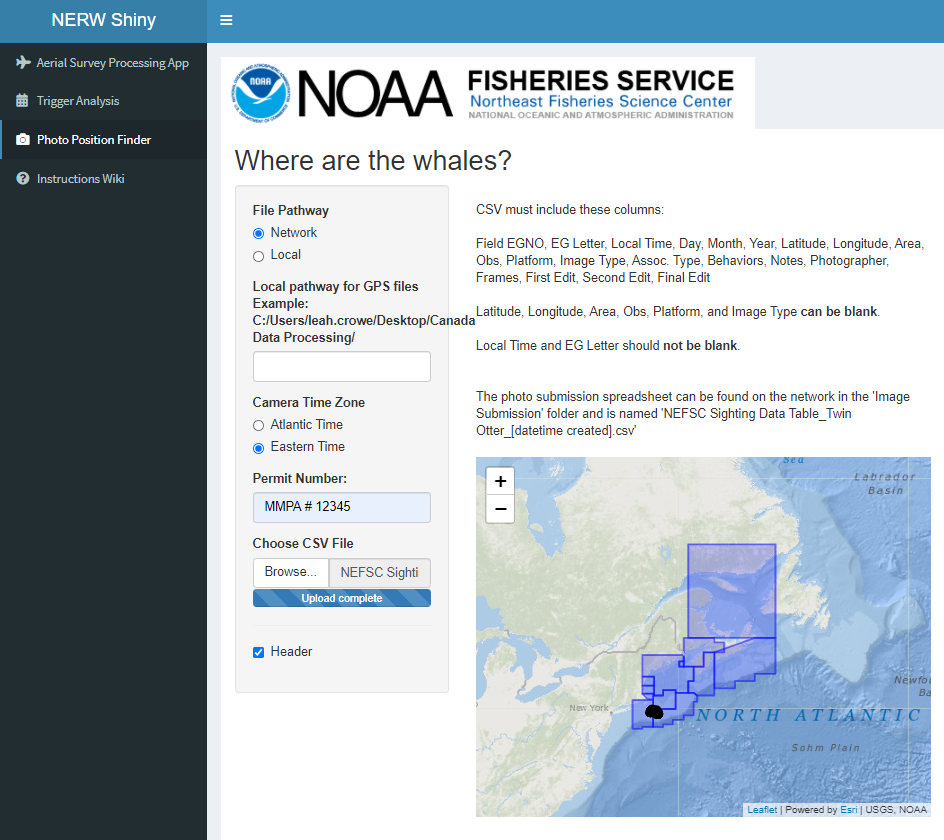 NERW Shiny
Aerial Survey Processing App
Trigger Analysis
Photo Position Finder
Instructions Wiki
NOAA
NOAA FISHERIES SERVICE
Northeast Fisheries Science Center
NATIONAL OCEANIC AND ATMOSPHERIC ADMINISTRATION
Where are the whales?
File Pathway
Network
Local
Local pathway for GPS files
Example:
C:/Users/leah.crowe/Desktop/Canada
Data Processing/
Camera Time Zone
Atlantic Time
Eastern Time
Permit Number:
MMPA # 12345
Choose CSV File
Browse... NEFSC Sighti
Upload complete
Header
CSV must include these columns:
Field EGNO, EG Letter, Local Time, Day, Month, Year, Latitude, Longitude, Area,
Obs, Platform, Image Type, Assoc. Type, Behaviors, Notes, Photographer,
Frames, First Edit, Second Edit, Final Edit
Latitude, Longitude, Area, Obs, Platform, and Image Type can be blank.
Local Time and EG Letter should not be blank.
The photo submission spreadsheet can be found on the network in the 'Image
Submission' folder and is named 'NEFSC Sighting Data Table_Twin
Otter_[datetime created].csv'
+
−
Sea
Labrador
Basin
Newfou
Ba
New York
NORTH ATLANTIC
Sohm Plain
Leaflet | Powered by Esri | USGS, NOAA